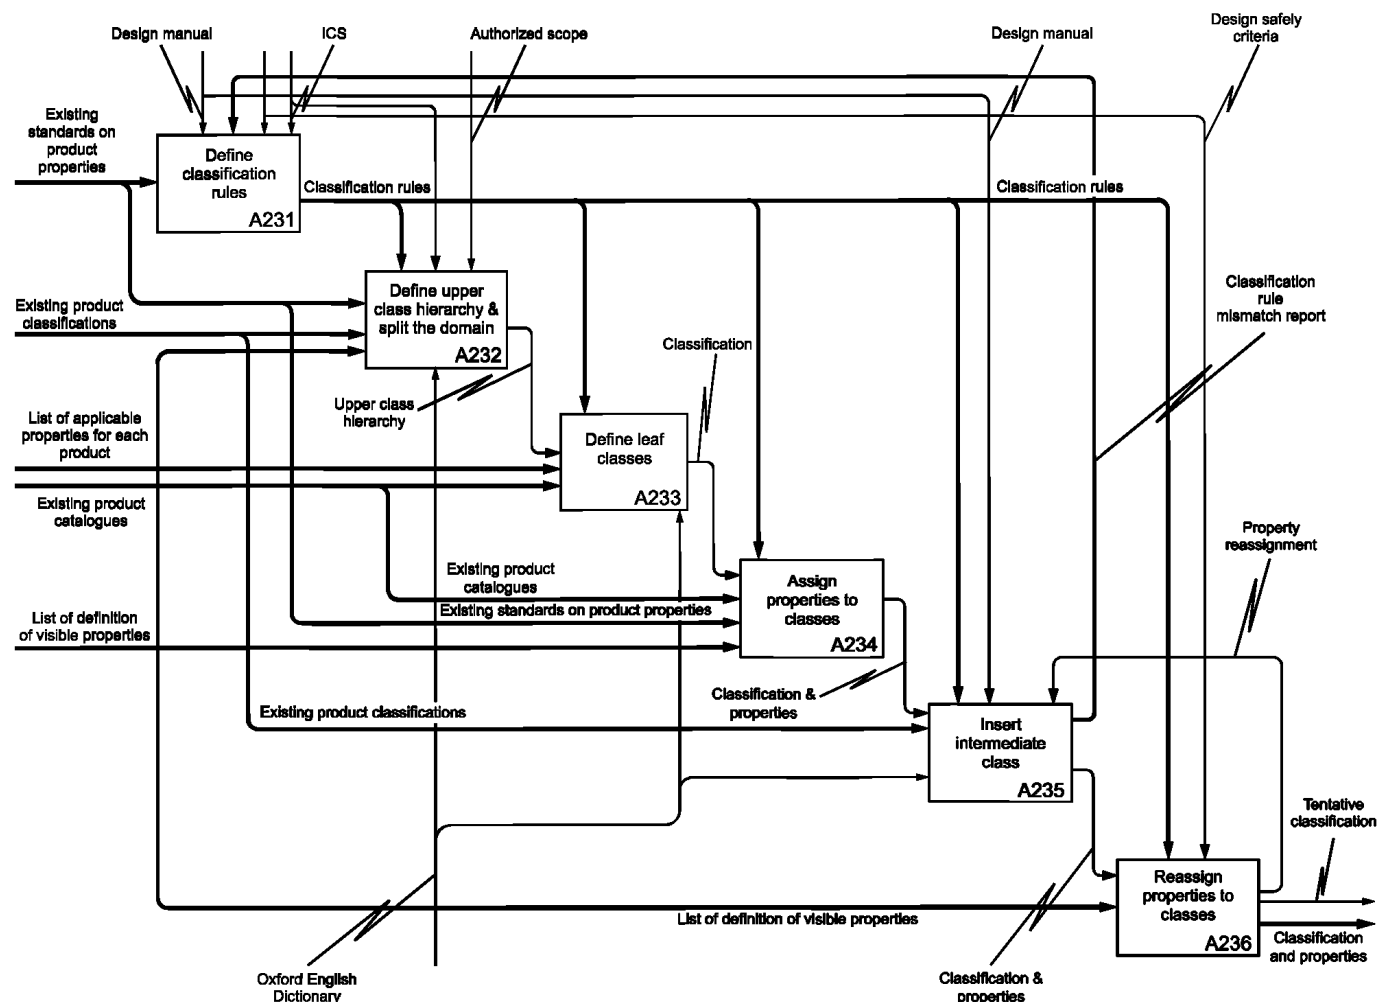 Design manual
ICS
Authorized scope
Design manual
Design safely
criteria
Existing
standards on
product
properties
Define
classification
rules
A231
Classification rules
Classification rules
Define upper
class hierarchy &
split the domain
A232
Existing product
classifications
Classification
rule
mismatch report
Classification
Upper class
hierarchy
List of applicable
properties for each
product
Define leaf
classes
A233
Existing product
catalogues
Property
reassignment
Existing product
catalogues
Existing standards on product properties
Assign
properties to
classes
A234
List of definition
of visible properties
Classification &
properties
Existing product classifications
Insert
intermediate
class
A235
Tentative
classification
Reassign
properties to
classes
A236
List of definition of visible properties
Classification
and properties
Oxford English
Dictionary
Classification &
properties